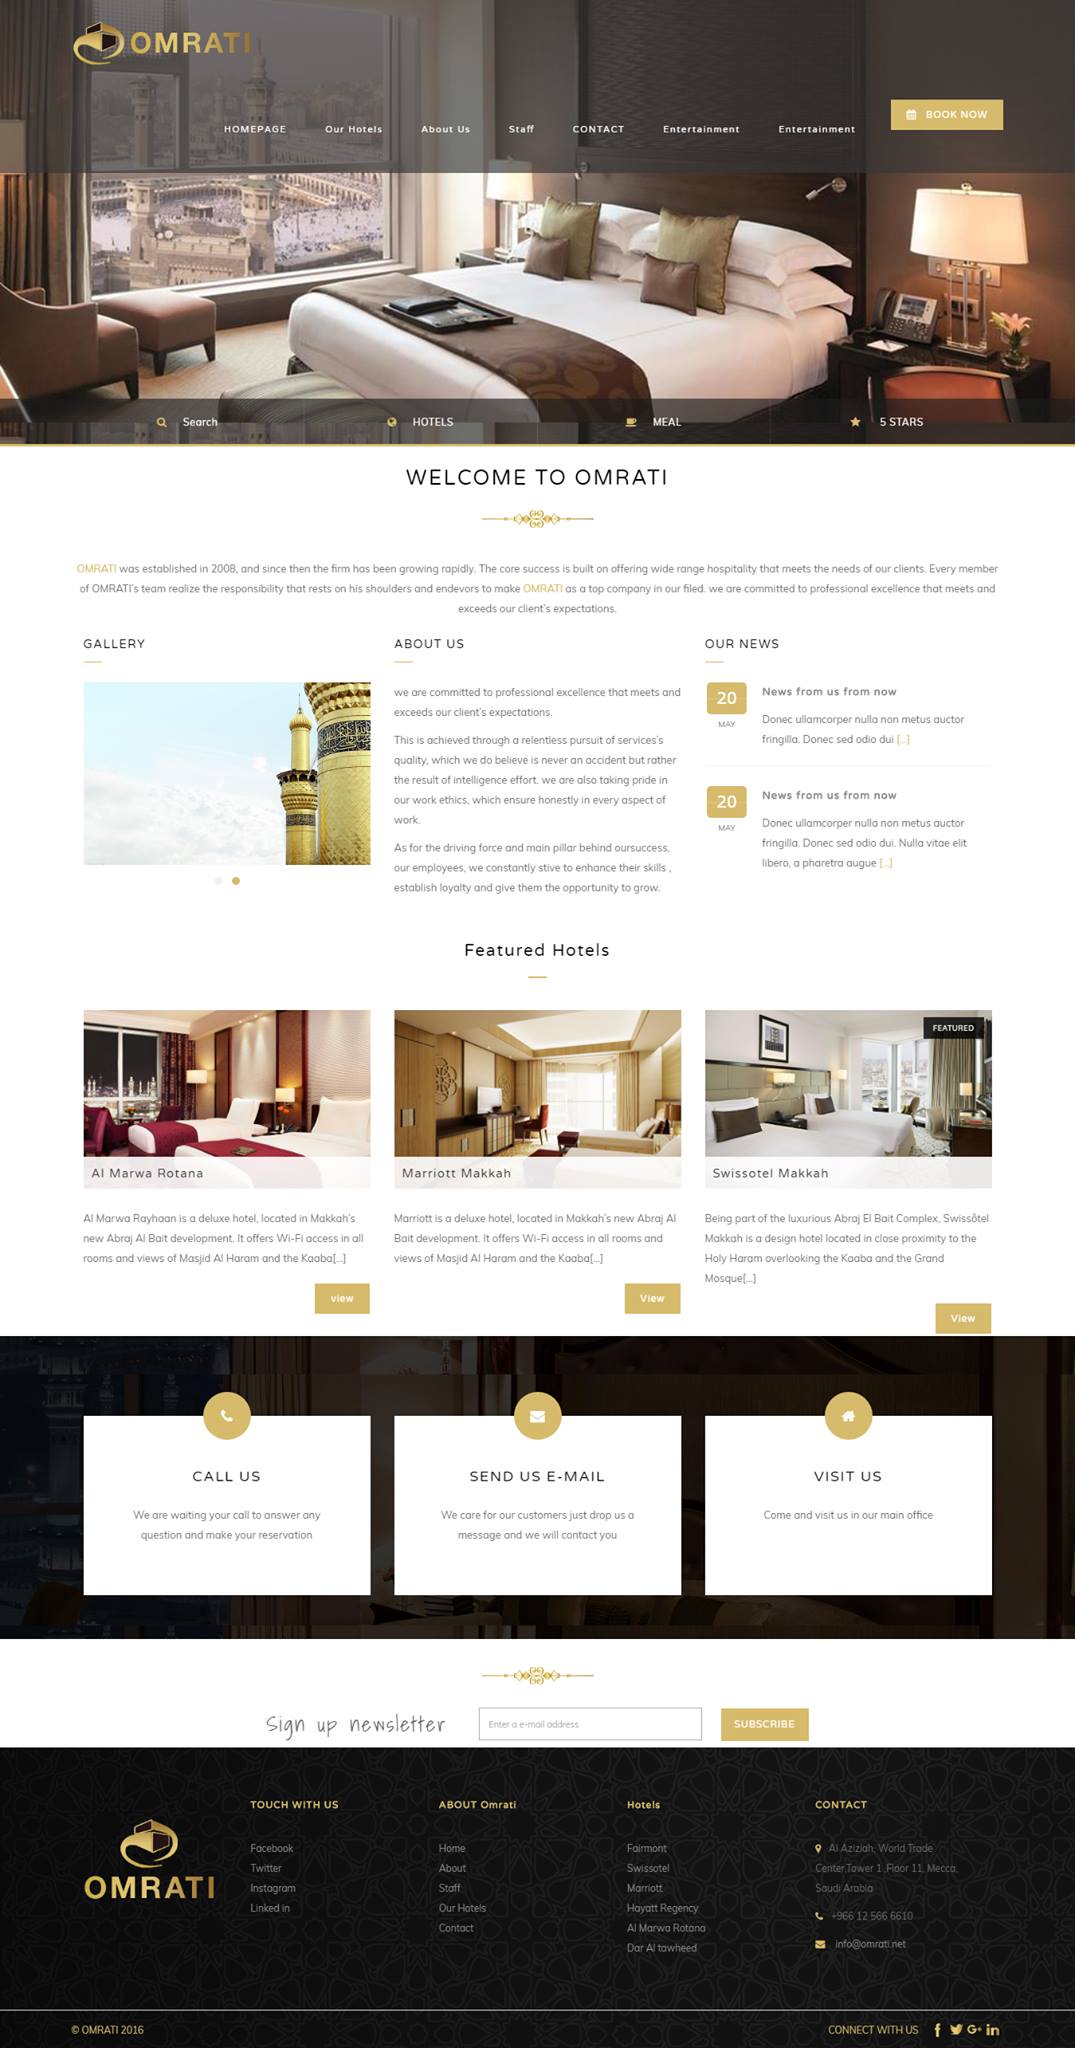 OMRATI
BOOK NOW
HOMEPAGE Our Hotels About Us Staff CONTACT Entertainment Entertainment
Search HOTELS MEAL 5 STARS
WELCOME TO OMRATI
OMRATI was established in 2008, and since then the firm has been growing rapidly. The core success is built on offering wide range hospitality that meets the needs of our clients. Every member
of OMRATI's team realize the responsibility that rests on his shoulders and endevors to make OMRATI as a top company in our filed. we are committed to professional excellence that meets and
exceeds our client's expectations.
GALLERY
ABOUT US
we are committed to professional excellence that meets and
exceeds our client's expectations.
This is achieved through a relentless pursuit of services's
quality, which we do believe is never an accident but rather
the result of intelligence effort. we are also taking pride in
our work ethics, which ensure honestly in every aspect of
work.
As for the driving force and main pillar behind oursuccess,
our employees, we constantly stive to enhance their skills ,
establish loyalty and give them the opportunity to grow.
OUR NEWS
20
MAY
News from us from now
Donec ullamcorper nulla non metus auctor
fringilla. Donec sed odio dui [...]
20
MAY
News from us from now
Donec ullamcorper nulla non metus auctor
fringilla. Donec sed odio dui. Nulla vitae elit
libero, a pharetra augue [...]
Featured Hotels
Al Marwa Rotana
Al Marwa Rayhaan is a deluxe hotel, located in Makkah's
new Abraj Al Bait development. It offers Wi-Fi access in all
rooms and views of Masjid Al Haram and the Kaaba[...]
view
Marriott Makkah
Marriott is a deluxe hotel, located in Makkah's new Abraj Al
Bait development. It offers Wi-Fi access in all rooms and
views of Masjid Al Haram and the Kaaba[...]
View
FEATURED
Swissotel Makkah
Being part of the luxurious Abraj El Bait Complex, Swissôtel
Makkah is a design hotel located in close proximity to the
Holy Haram overlooking the Kaaba and the Grand
Mosque[...]
View
CALL US
We are waiting your call to answer any
question and make your reservation
SEND US E-MAIL
We care for our customers just drop us a
message and we will contact you
VISIT US
Come and visit us in our main office
Sign up newsletter
Enter a e-mail address
SUBSCRIBE
OMRATI
TOUCH WITH US
Facebook
Twitter
Instagram
Linked in
ABOUT Omrati
Home
About
Staff
Our Hotels
Contact
Hotels
Fairmont
Swissotel
Marriott
Hayatt Regency
Al Marwa Rotana
Dar Al tawheed
CONTACT
Al Aziziah, World Trade
Center,Tower 1 ,Floor 11, Mecca,
Saudi Arabia
+966 12 566 6610
info@omrati.net
© OMRATI 2016
CONNECT WITH US